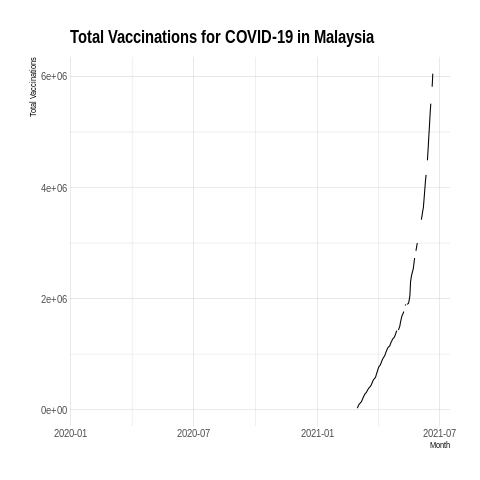 Total Vaccinations for COVID-19 in Malaysia
Total Vaccinations
6e+06
4e+06
2e+06
0e+00
2020-01 2020-07 2021-01 2021-07
Month